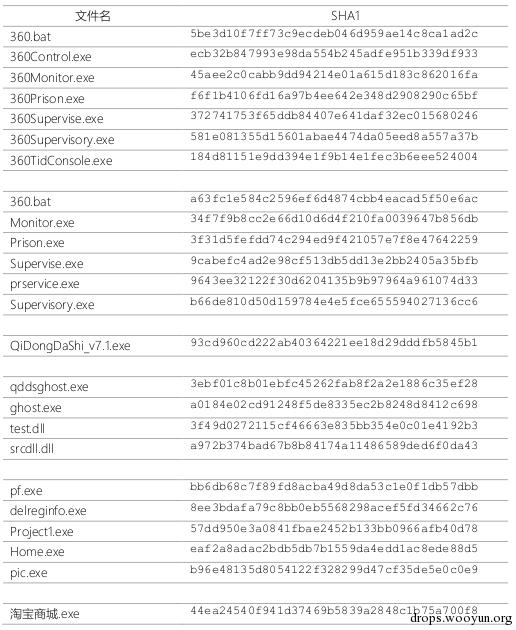 文件名 SHA1
360.bat 5be3d10f7ff73c9ecdeb046d959ae14c8ca1ad2c
360Control.exe ecb32b847993e98da554b245adfe951b339df933
360Monitor.exe 45aee2c0cabb9dd94214e01a615d183c862016fa
360Prison.exe f6f1b4106fd16a97b4ee642e348d2908290c65bf
360Supervise.exe 372741753f65ddb84407e641daf32ec015680246
360Supervisory.exe 581e081355d15601abae4474da05eed8a557a37b
360TidConsole.exe 184d81151e9dd394e1f9b14e1fec3b6eee524004
360.bat a63fc1e584c2596ef6d4874cbb4eacad5f50e6ac
Monitor.exe 34f7f9b8cc2e66d10d6d4f210fa0039647b856db
Prison.exe 3f31d5fefdd74c294ed9f421057e7f8e47642259
Supervise.exe 9cabefc4ad2e98cf513db5dd13e2bb2405a35bfb
prservice.exe 9643ee32122f30d6204135b9b97964a961074d33
Supervisory.exe b66de810d50d159784e4e5fce655594027136cc6
QiDongDaShi_v7.1.exe 93cd960cd222ab40364221ee18d29dddfb5845b1
qddsghost.exe 3ebf01c8b01ebfc45262fab8f2a2e1886c35ef28
ghost.exe a0184e02cd91248f5de8335ec2b8248d8412c698
test.dll 3f49d0272115cf46663e835bb354e0c01e4192b3
srcdll.dll a972b374bad67b8b84174a11486589ded6f0da43
pf.exe bb6db68c7f89fd8acba49d8da53c1e0f1db57dbb
delreginfo.exe 8ee3bdafa79c8bb0eb5568298acef5fd34662c76
Project1.exe 57dd950e3a0841fbae2452b133bb0966afb40d78
Home.exe eaf2a8adac2bdb5db7b1559da4edd1ac8ede88d5
pic.exe b96e48135d8054122f328299d47cf35de5e0c0e9
淘宝商城.exe 44ea24540f941d37469b5839a2848c1b75a700f8
drops.wooyun.org